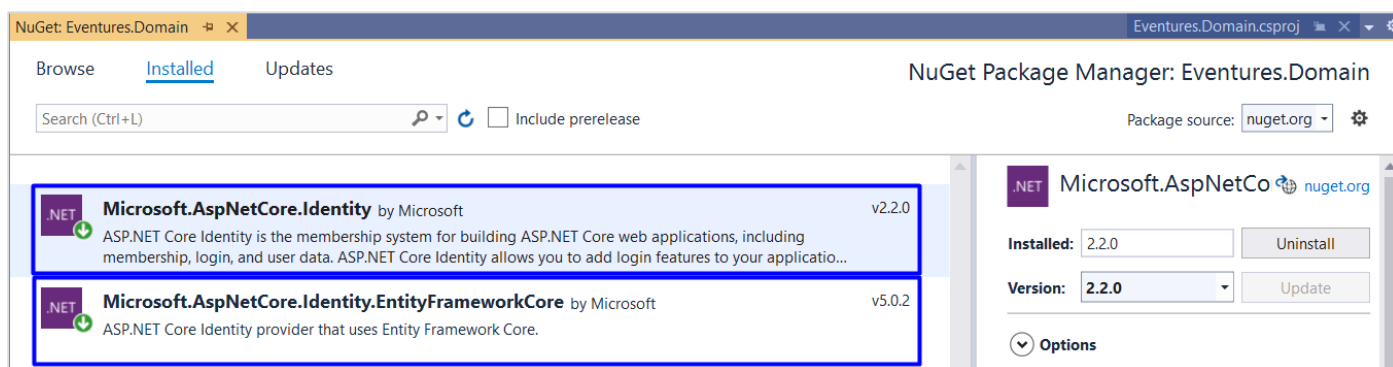 NuGet: Eventures.Domain
Eventures.Domain.csproj
Browse Installed Updates
NuGet Package Manager: Eventures.Domain
Search (Ctrl+L)
Include prerelease
Package source: nuget.org
.NET
Microsoft.AspNetCore.Identity by Microsoft
v2.2.0
ASP.NET Core Identity is the membership system for building ASP.NET Core web applications, including
membership, login, and user data. ASP.NET Core Identity allows you to add login features to your applicatio...
.NET
Microsoft.AspNetCore.Identity.EntityFrameworkCore by Microsoft
v5.0.2
ASP.NET Core Identity provider that uses Entity Framework Core.
.NET
Microsoft.AspNetCo
nuget.org
Installed: 2.2.0
Uninstall
Version: 2.2.0
Update
Options